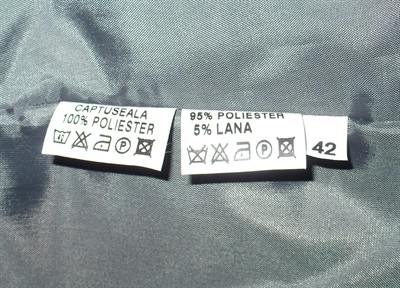 CAPTUSEALA
100% POLIESTER
P
95% POLIESTER
5% LANA
P
42